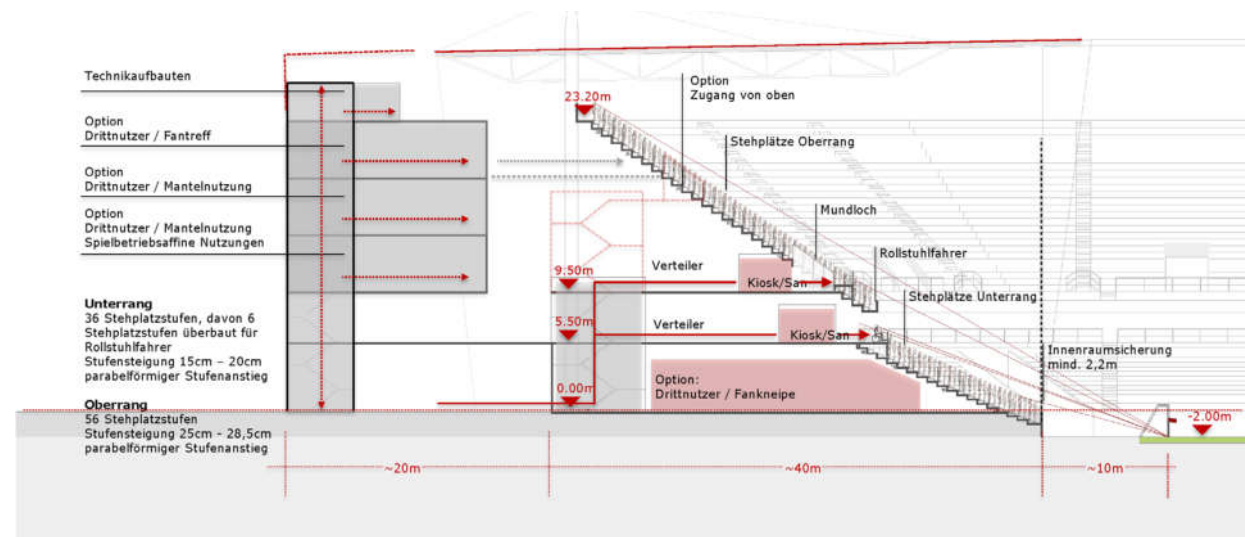 Technikaufbauten
Option
Drittnutzer / Fantreff
Option
Drittnutzer / Mantelnutzung
Option
Drittnutzer / Mantelnutzung
Spielbetriebsaffine Nutzungen
Unterrang
36 Stehplatzstufen, davon 6
Stehplatzstufen überbaut für
Rollstuhlfahrer
Stufensteigung 15cm – 20cm
parabelförmiger Stufenanstieg
Oberrang
56 Stehplatzstufen
Stufensteigung 25cm - 28,5cm
parabelförmiger Stufenanstieg
23.20m
Option
Zugang von oben
Stehplätze Oberrang
Mundloch
Rollstuhlfahrer
9.50m
Verteiler
Kiosk/San
Stehplätze Unterrang
5.50m
Verteiler
Kiosk/San
Innenraumsicherung
mind. 2,2m
0.00m
Option:
Drittnutzer / Fankneipe
-2.00m
~20m
~40m
~10m